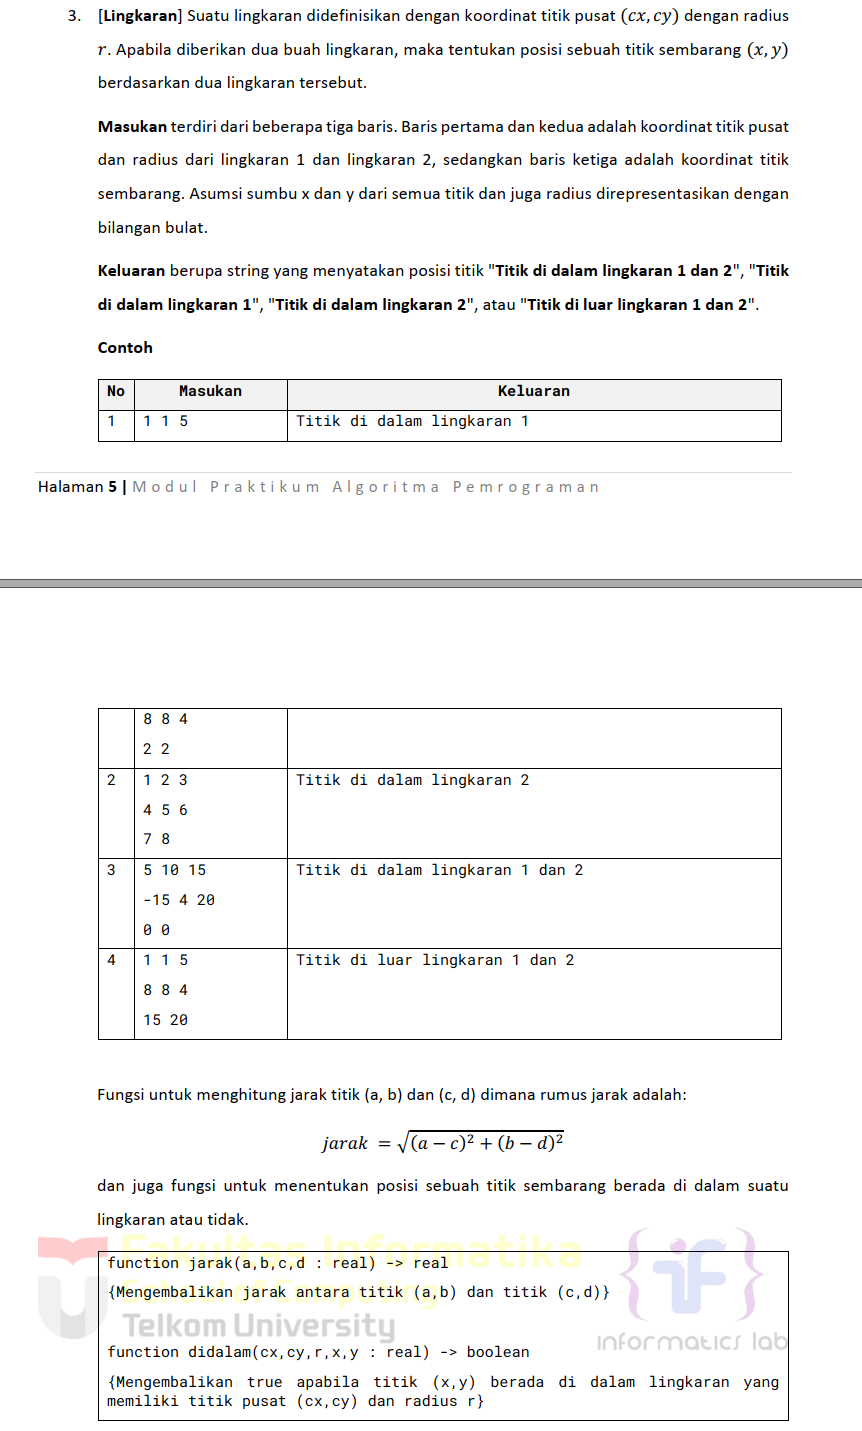 3. [Lingkaran] Suatu lingkaran didefinisikan dengan koordinat titik pusat (cx, cy) dengan radius
r. Apabila diberikan dua buah lingkaran, maka tentukan posisi sebuah titik sembarang (x, y)
berdasarkan dua lingkaran tersebut.
Masukan terdiri dari beberapa tiga baris. Baris pertama dan kedua adalah koordinat titik pusat
dan radius dari lingkaran 1 dan lingkaran 2, sedangkan baris ketiga adalah koordinat titik
sembarang. Asumsi sumbu x dan y dari semua titik dan juga radius direpresentasikan dengan
bilangan bulat.
Keluaran berupa string yang menyatakan posisi titik "Titik di dalam lingkaran 1 dan 2", "Titik
di dalam lingkaran 1", "Titik di dalam lingkaran 2", atau "Titik di luar lingkaran 1 dan 2".
Contoh
No Masukan Keluaran
1 1 1 5 Titik di dalam lingkaran 1
Halaman 5 | Modul Praktikum Algoritma Pemrograman
8 8 4
2 2
2 1 2 3 Titik di dalam lingkaran 2
4 5 6
7 8
3 5 10 15 Titik di dalam lingkaran 1 dan 2
-15 4 20
0 0
4 1 1 5 Titik di luar lingkaran 1 dan 2
8 8 4
15 20
Fungsi untuk menghitung jarak titik (a, b) dan (c, d) dimana rumus jarak adalah:
jarak = √(a − c)² + (b − d)²
dan juga fungsi untuk menentukan posisi sebuah titik sembarang berada di dalam suatu
lingkaran atau tidak.
Fakultas Informatika
School of Computing
Telkom University
informatics lab
function jarak(a,b,c,d : real) -> real
{Mengembalikan jarak antara titik (a,b) dan titik (c,d)}
function didalam(cx,cy,r,x,y : real) -> boolean
{Mengembalikan true apabila titik (x,y) berada di dalam lingkaran yang
memiliki titik pusat (cx,cy) dan radius r}